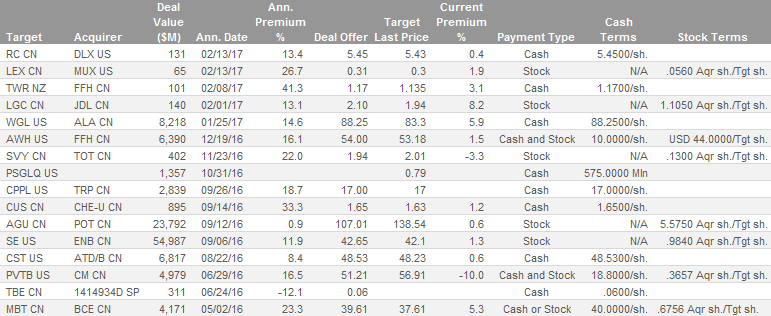 Deal Ann. Current
Value Premium Target Premium Cash
Target Acquirer ($M) Ann. Date % Deal Offer Last Price % Payment Type Terms Stock Terms
RC CN DLX US 131 02/13/17 13.4 5.45 5.43 0.4 Cash 5.4500/sh.
LEX CN MUX US 65 02/13/17 26.7 0.31 0.3 1.9 Stock N/A .0560 Aqr sh./Tgt sh.
TWR NZ FFH CN 101 02/08/17 41.3 1.17 1.135 3.1 Cash 1.1700/sh.
LGC CN JDL CN 140 02/01/17 13.1 2.10 1.94 8.2 Stock N/A 1.1050 Aqr sh./Tgt sh.
WGL US ALA CN 8,218 01/25/17 14.6 88.25 83.3 5.9 Cash 88.2500/sh.
AWH US FFH CN 6,390 12/19/16 16.1 54.00 53.18 1.5 Cash and Stock 10.0000/sh. USD 44.0000/Tgt sh.
SVY CN TOT CN 402 11/23/16 22.0 1.94 2.01 -3.3 Stock N/A .1300 Aqr sh./Tgt sh.
PSGLQ US 1,357 10/31/16 0.79 Cash 575.0000 Mln
CPPL US TRP CN 2,839 09/26/16 18.7 17.00 17 Cash 17.0000/sh.
CUS CN CHE-U CN 895 09/14/16 33.3 1.65 1.63 1.2 Cash 1.6500/sh.
AGU CN POT CN 23,792 09/12/16 0.9 107.01 138.54 0.6 Stock N/A 5.5750 Aqr sh./Tgt sh.
SE US ENB CN 54,987 09/06/16 11.9 42.65 42.1 1.3 Stock N/A .9840 Aqr sh./Tgt sh.
CST US ATD/B CN 6,817 08/22/16 8.4 48.53 48.23 0.6 Cash 48.5300/sh.
PVTB US CM CN 4,979 06/29/16 16.5 51.21 56.91 -10.0 Cash and Stock 18.8000/sh. .3657 Aqr sh./Tgt sh.
TBE CN 1414934D SP 311 06/24/16 -12.1 0.06 Cash .0600/sh.
MBT CN BCE CN 4,171 05/02/16 23.3 39.61 37.61 5.3 Cash or Stock 40.0000/sh. .6756 Aqr sh./Tgt sh.